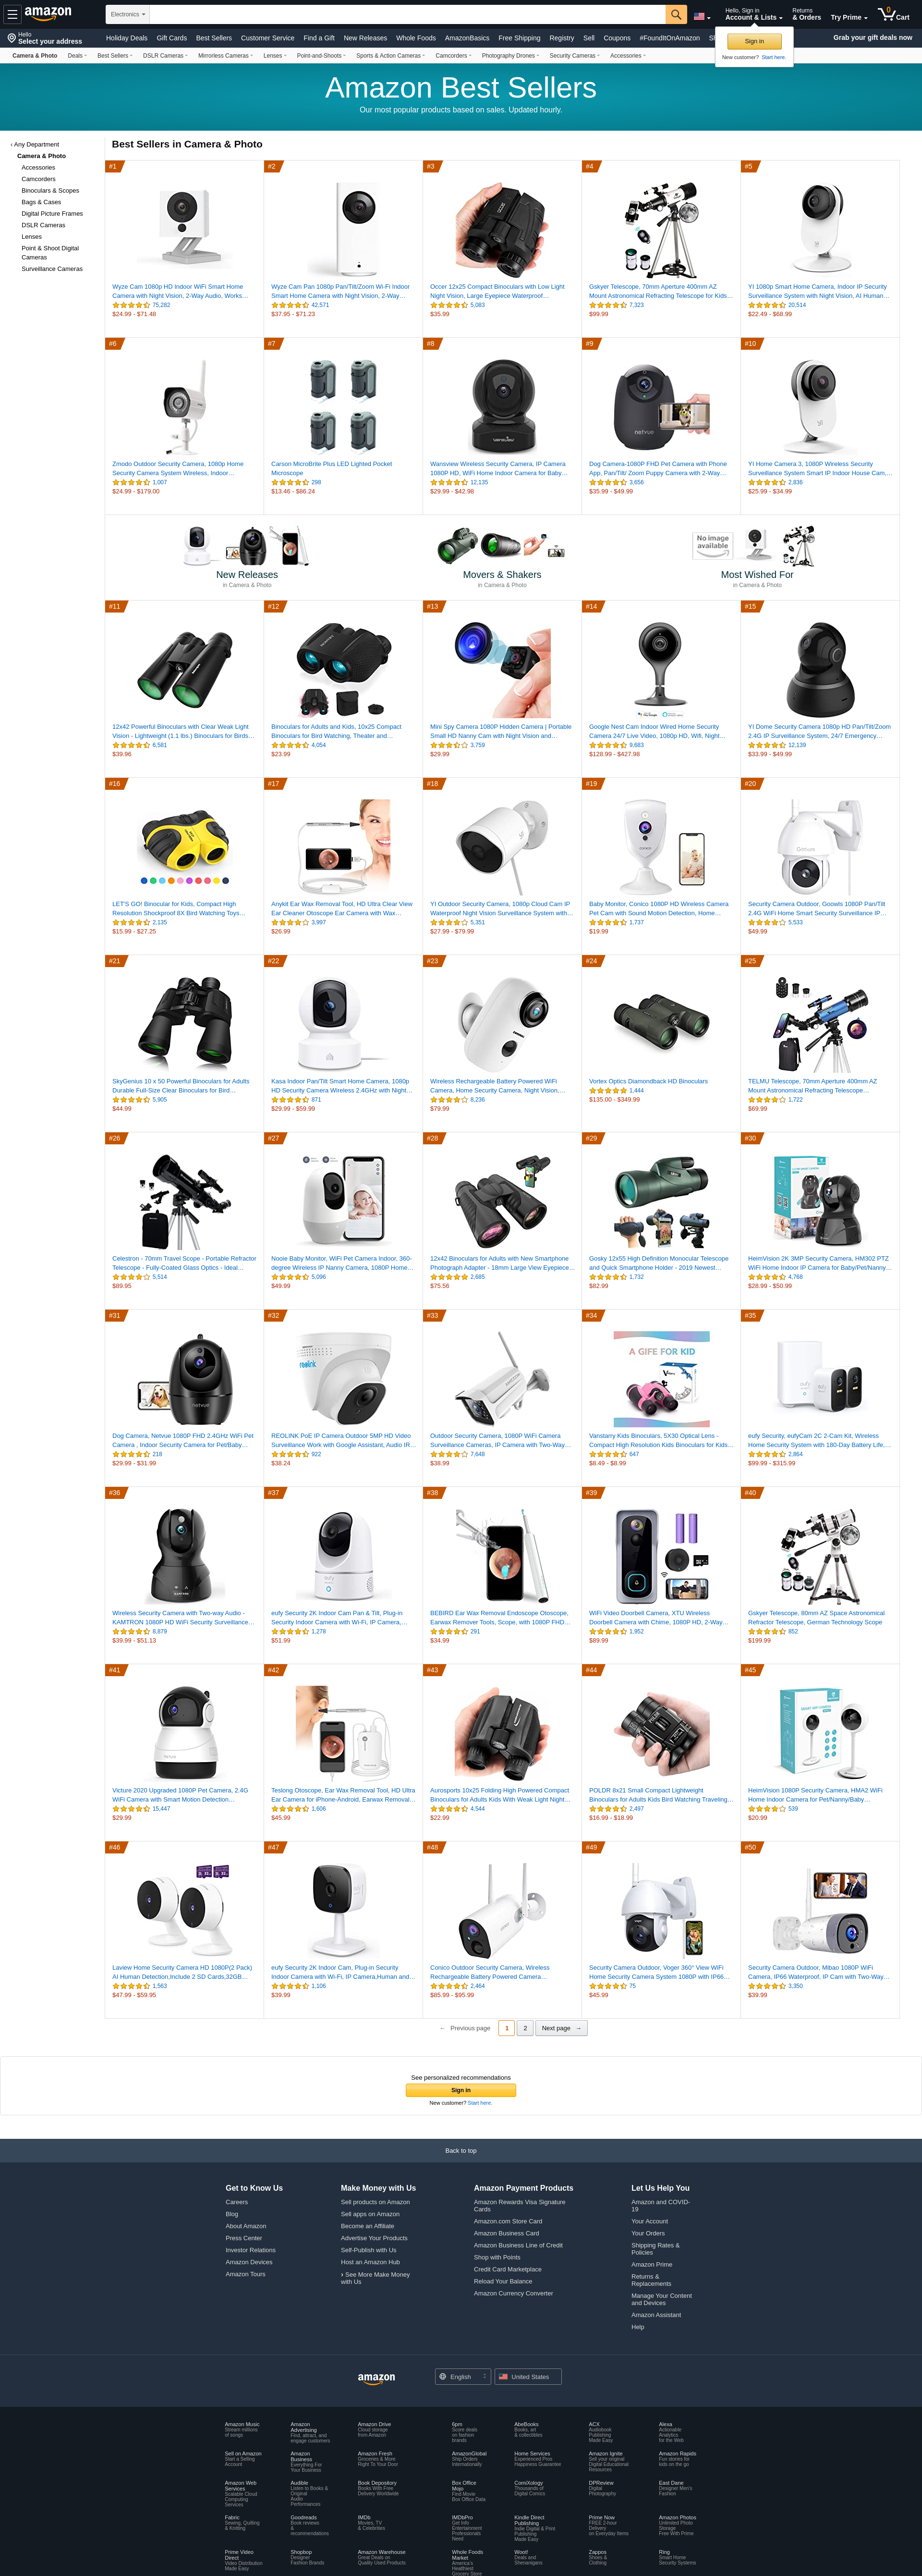 amazon
Electronics
Hello, Sign in
Account & Lists
Returns
& Orders
Try Prime
0
Cart
Hello
Select your address
Holiday Deals Gift Cards Best Sellers Customer Service Find a Gift New Releases Whole Foods AmazonBasics Free Shipping Registry Sell Coupons #FoundItOnAmazon
Grab your gift deals now
Sign in
New customer? Start here.
Camera & Photo Deals Best Sellers DSLR Cameras Mirrorless Cameras Lenses Point-and-Shoots Sports & Action Cameras Camcorders Photography Drones Security Cameras Accessories
Amazon Best Sellers
Our most popular products based on sales. Updated hourly.
‹ Any Department
Camera & Photo
Accessories
Camcorders
Binoculars & Scopes
Bags & Cases
Digital Picture Frames
DSLR Cameras
Lenses
Point & Shoot Digital
Cameras
Surveillance Cameras
Best Sellers in Camera & Photo
#1
Wyze Cam 1080p HD Indoor WiFi Smart Home
Camera with Night Vision, 2-Way Audio, Works…
75,282
$24.99 - $71.48
#2
Wyze Cam Pan 1080p Pan/Tilt/Zoom Wi-Fi Indoor
Smart Home Camera with Night Vision, 2-Way…
42,571
$37.95 - $71.23
#3
Occer 12x25 Compact Binoculars with Low Light
Night Vision, Large Eyepiece Waterproof…
5,083
$35.99
#4
Gskyer Telescope, 70mm Aperture 400mm AZ
Mount Astronomical Refracting Telescope for Kids…
7,323
$99.99
#5
YI 1080p Smart Home Camera, Indoor IP Security
Surveillance System with Night Vision, AI Human…
20,514
$22.49 - $68.99
#6
Zmodo Outdoor Security Camera, 1080p Home
Security Camera System Wireless, Indoor…
1,007
$24.99 - $179.00
#7
Carson MicroBrite Plus LED Lighted Pocket
Microscope
298
$13.46 - $86.24
#8
Wansview Wireless Security Camera, IP Camera
1080P HD, WiFi Home Indoor Camera for Baby…
12,135
$29.99 - $42.98
#9
Dog Camera-1080P FHD Pet Camera with Phone
App, Pan/Tilt/ Zoom Puppy Camera with 2-Way…
3,656
$35.99 - $49.99
#10
YI Home Camera 3, 1080P Wireless Security
Surveillance System Smart IP Indoor House Cam,…
2,836
$25.99 - $34.99
New Releases
in Camera & Photo
Movers & Shakers
in Camera & Photo
No image
available
Most Wished For
in Camera & Photo
#11
12x42 Powerful Binoculars with Clear Weak Light
Vision - Lightweight (1.1 lbs.) Binoculars for Birds…
6,581
$39.96
#12
Binoculars for Adults and Kids, 10x25 Compact
Binoculars for Bird Watching, Theater and…
4,054
$23.99
#13
Mini Spy Camera 1080P Hidden Camera | Portable
Small HD Nanny Cam with Night Vision and…
3,759
$29.99
#14
Google Nest Cam Indoor Wired Home Security
Camera 24/7 Live Video, 1080p HD, Wifi, Night…
9,683
$128.99 - $427.98
#15
YI Dome Security Camera 1080p HD Pan/Tilt/Zoom
2.4G IP Surveillance System, 24/7 Emergency…
12,139
$33.99 - $49.99
#16
LET'S GO! Binocular for Kids, Compact High
Resolution Shockproof 8X Bird Watching Toys…
2,135
$15.99 - $27.25
#17
Anykit Ear Wax Removal Tool, HD Ultra Clear View
Ear Cleaner Otoscope Ear Camera with Wax…
3,997
$26.99
#18
YI Outdoor Security Camera, 1080p Cloud Cam IP
Waterproof Night Vision Surveillance System with…
5,351
$27.99 - $79.99
#19
Baby Monitor, Conico 1080P HD Wireless Camera
Pet Cam with Sound Motion Detection, Home…
1,737
$19.99
#20
Security Camera Outdoor, Goowls 1080P Pan/Tilt
2.4G WiFi Home Smart Security Surveillance IP…
5,533
$49.99
#21
SkyGenius 10 x 50 Powerful Binoculars for Adults
Durable Full-Size Clear Binoculars for Bird…
5,905
$44.99
#22
Kasa Indoor Pan/Tilt Smart Home Camera, 1080p
HD Security Camera Wireless 2.4GHz with Night…
871
$29.99 - $59.99
#23
Wireless Rechargeable Battery Powered WiFi
Camera, Home Security Camera, Night Vision,…
8,236
$79.99
#24
Vortex Optics Diamondback HD Binoculars
1,444
$135.00 - $349.99
#25
TELMU Telescope, 70mm Aperture 400mm AZ
Mount Astronomical Refracting Telescope…
1,722
$69.99
#26
Celestron - 70mm Travel Scope - Portable Refractor
Telescope - Fully-Coated Glass Optics - Ideal…
5,514
$89.95
#27
Nooie Baby Monitor, WiFi Pet Camera Indoor, 360-
degree Wireless IP Nanny Camera, 1080P Home…
5,096
$49.99
#28
12x42 Binoculars for Adults with New Smartphone
Photograph Adapter - 18mm Large View Eyepiece…
2,685
$75.56
#29
Gosky 12x55 High Definition Monocular Telescope
and Quick Smartphone Holder - 2019 Newest…
1,732
$82.99
#30
HeimVision 2K 3MP Security Camera, HM302 PTZ
WiFi Home Indoor IP Camera for Baby/Pet/Nanny…
4,768
$28.99 - $50.99
#31
netvue
Dog Camera, Netvue 1080P FHD 2.4GHz WiFi Pet
Camera , Indoor Security Camera for Pet/Baby…
218
$29.99 - $31.99
#32
reolink
REOLINK PoE IP Camera Outdoor 5MP HD Video
Surveillance Work with Google Assistant, Audio IR…
922
$38.24
#33
Outdoor Security Camera, 1080P WiFi Camera
Surveillance Cameras, IP Camera with Two-Way…
7,648
$38.99
#34
A GIFE FOR KID
Vanstarry Kids Binoculars, 5X30 Optical Lens -
Compact High Resolution Kids Binoculars for Kids…
647
$8.49 - $8.99
#35
eufy Security, eufyCam 2C 2-Cam Kit, Wireless
Home Security System with 180-Day Battery Life,…
2,864
$99.99 - $315.99
#36
Wireless Security Camera with Two-way Audio -
KAMTRON 1080P HD WiFi Security Surveillance…
8,879
$39.99 - $51.13
#37
eufy Security 2K Indoor Cam Pan & Tilt, Plug-in
Security Indoor Camera with Wi-Fi, IP Camera,…
1,278
$51.99
#38
BEBIRD Ear Wax Removal Endoscope Otoscope,
Earwax Remover Tools, Scope, with 1080P FHD…
291
$34.99
#39
WiFi Video Doorbell Camera, XTU Wireless
Doorbell Camera with Chime, 1080P HD, 2-Way…
1,952
$89.99
#40
Gskyer Telescope, 80mm AZ Space Astronomical
Refractor Telescope, German Technology Scope
852
$199.99
#41
Victure 2020 Upgraded 1080P Pet Camera, 2.4G
WiFi Camera with Smart Motion Detection…
15,447
$29.99
#42
Teslong Otoscope, Ear Wax Removal Tool, HD Ultra
Ear Camera for iPhone-Android, Earwax Removal…
1,606
$45.99
#43
Aurosports 10x25 Folding High Powered Compact
Binoculars for Adults Kids With Weak Light Night…
4,544
$22.99
#44
POLDR 8x21 Small Compact Lightweight
Binoculars for Adults Kids Bird Watching Traveling…
2,497
$16.99 - $18.99
#45
HeimVision 1080P Security Camera, HMA2 WiFi
Home Indoor Camera for Pet/Nanny/Baby…
539
$20.99
#46
Laview Home Security Camera HD 1080P(2 Pack)
AI Human Detection,Include 2 SD Cards,32GB…
1,563
$47.99 - $59.95
#47
eufy Security 2K Indoor Cam, Plug-in Security
Indoor Camera with Wi-Fi, IP Camera,Human and…
1,106
$39.99
#48
Conico Outdoor Security Camera, Wireless
Rechargeable Battery Powered Camera…
2,464
$85.99 - $95.99
#49
Security Camera Outdoor, Voger 360° View WiFi
Home Security Camera System 1080P with IP66…
75
$45.99
#50
Security Camera Outdoor, Mibao 1080P WiFi
Camera, IP66 Waterproof, IP Cam with Two-Way…
3,350
$39.99
← Previous page 1 2 Next page →
See personalized recommendations
Sign in
New customer? Start here.
Back to top
Get to Know Us
Careers
Blog
About Amazon
Press Center
Investor Relations
Amazon Devices
Amazon Tours
Make Money with Us
Sell products on Amazon
Sell apps on Amazon
Become an Affiliate
Advertise Your Products
Self-Publish with Us
Host an Amazon Hub
› See More Make Money
with Us
Amazon Payment Products
Amazon Rewards Visa Signature
Cards
Amazon.com Store Card
Amazon Business Card
Amazon Business Line of Credit
Shop with Points
Credit Card Marketplace
Reload Your Balance
Amazon Currency Converter
Let Us Help You
Amazon and COVID-
19
Your Account
Your Orders
Shipping Rates &
Policies
Amazon Prime
Returns &
Replacements
Manage Your Content
and Devices
Amazon Assistant
Help
amazon
English
United States
Amazon Music
Stream millions
of songs
Amazon
Advertising
Find, attract, and
engage customers
Amazon Drive
Cloud storage
from Amazon
6pm
Score deals
on fashion
brands
AbeBooks
Books, art
& collectibles
ACX
Audiobook
Publishing
Made Easy
Alexa
Actionable
Analytics
for the Web
Sell on Amazon
Start a Selling
Account
Amazon
Business
Everything For
Your Business
Amazon Fresh
Groceries & More
Right To Your Door
AmazonGlobal
Ship Orders
Internationally
Home Services
Experienced Pros
Happiness Guarantee
Amazon Ignite
Sell your original
Digital Educational
Resources
Amazon Rapids
Fun stories for
kids on the go
Amazon Web
Services
Scalable Cloud
Computing
Services
Audible
Listen to Books &
Original
Audio
Performances
Book Depository
Books With Free
Delivery Worldwide
Box Office
Mojo
Find Movie
Box Office Data
ComiXology
Thousands of
Digital Comics
DPReview
Digital
Photography
East Dane
Designer Men's
Fashion
Fabric
Sewing, Quilting
& Knitting
Goodreads
Book reviews
&
recommendations
IMDb
Movies, TV
& Celebrities
IMDbPro
Get Info
Entertainment
Professionals
Need
Kindle Direct
Publishing
Indie Digital & Print
Publishing
Made Easy
Prime Now
FREE 2-hour
Delivery
on Everyday Items
Amazon Photos
Unlimited Photo
Storage
Free With Prime
Prime Video
Direct
Video Distribution
Made Easy
Shopbop
Designer
Fashion Brands
Amazon Warehouse
Great Deals on
Quality Used Products
Whole Foods
Market
America's
Healthiest
Grocery Store
Woot!
Deals and
Shenanigans
Zappos
Shoes &
Clothing
Ring
Smart Home
Security Systems